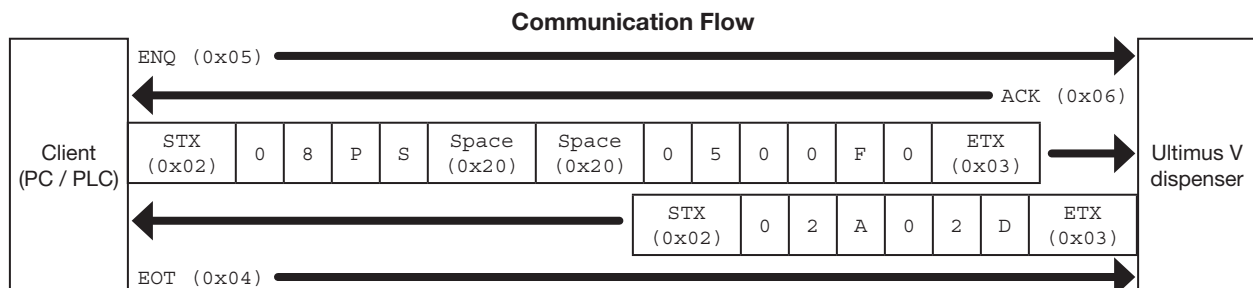 Communication Flow
ENQ (0x05)
ACK (0x06)
Client
(PC / PLC)
STX
(0x02)
0
8
P
S
Space
(0x20)
Space
(0x20)
0
5
0
0
F
0
ETX
(0x03)
Ultimus V
dispenser
STX
(0x02)
0
2
A
0
2
D
ETX
(0x03)
EOT (0x04)